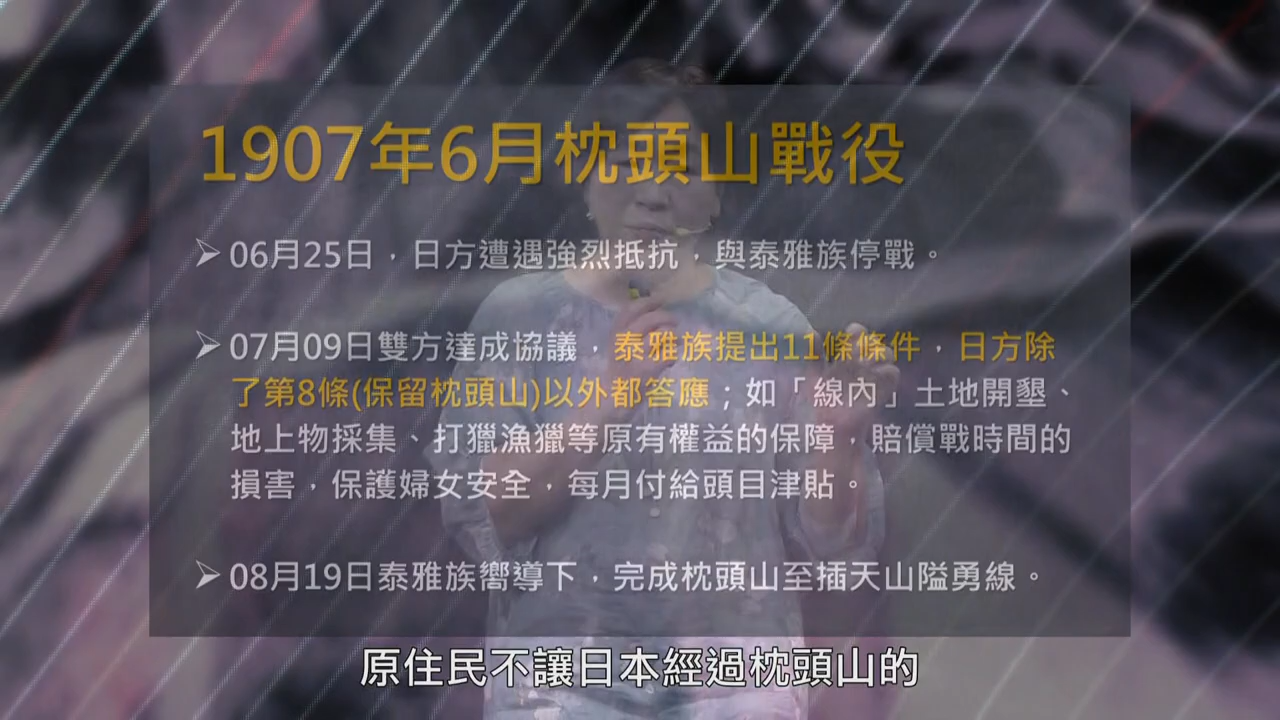 1907年6月枕頭山戰役
➢ 06月25日，日方遭遇強烈抵抗，與泰雅族停戰。
➢ 07月09日雙方達成協議，泰雅族提出11條條件，日方除
了第8條(保留枕頭山)以外都答應；如「線內」土地開墾、
地上物採集、打獵漁獵等原有權益的保障，賠償戰時間的
損害，保護婦女安全，每月付給頭目津貼。
➢ 08月19日泰雅族嚮導下，完成枕頭山至插天山隘勇線。
原住民不讓日本經過枕頭山的